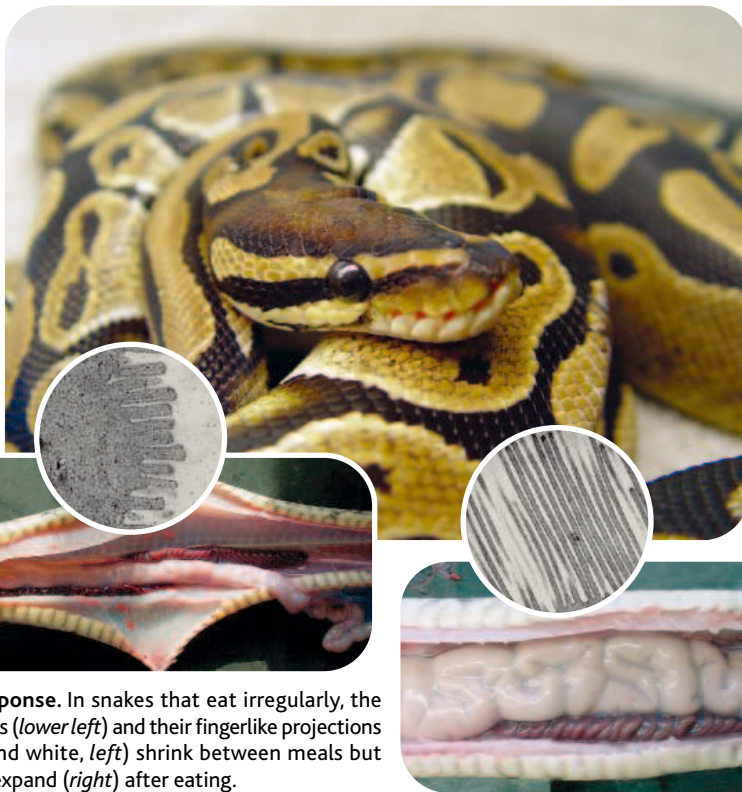 ponse. In snakes that eat irregularly, the
s (lower left) and their fingerlike projections
nd white, left) shrink between meals but
expand (right) after eating.